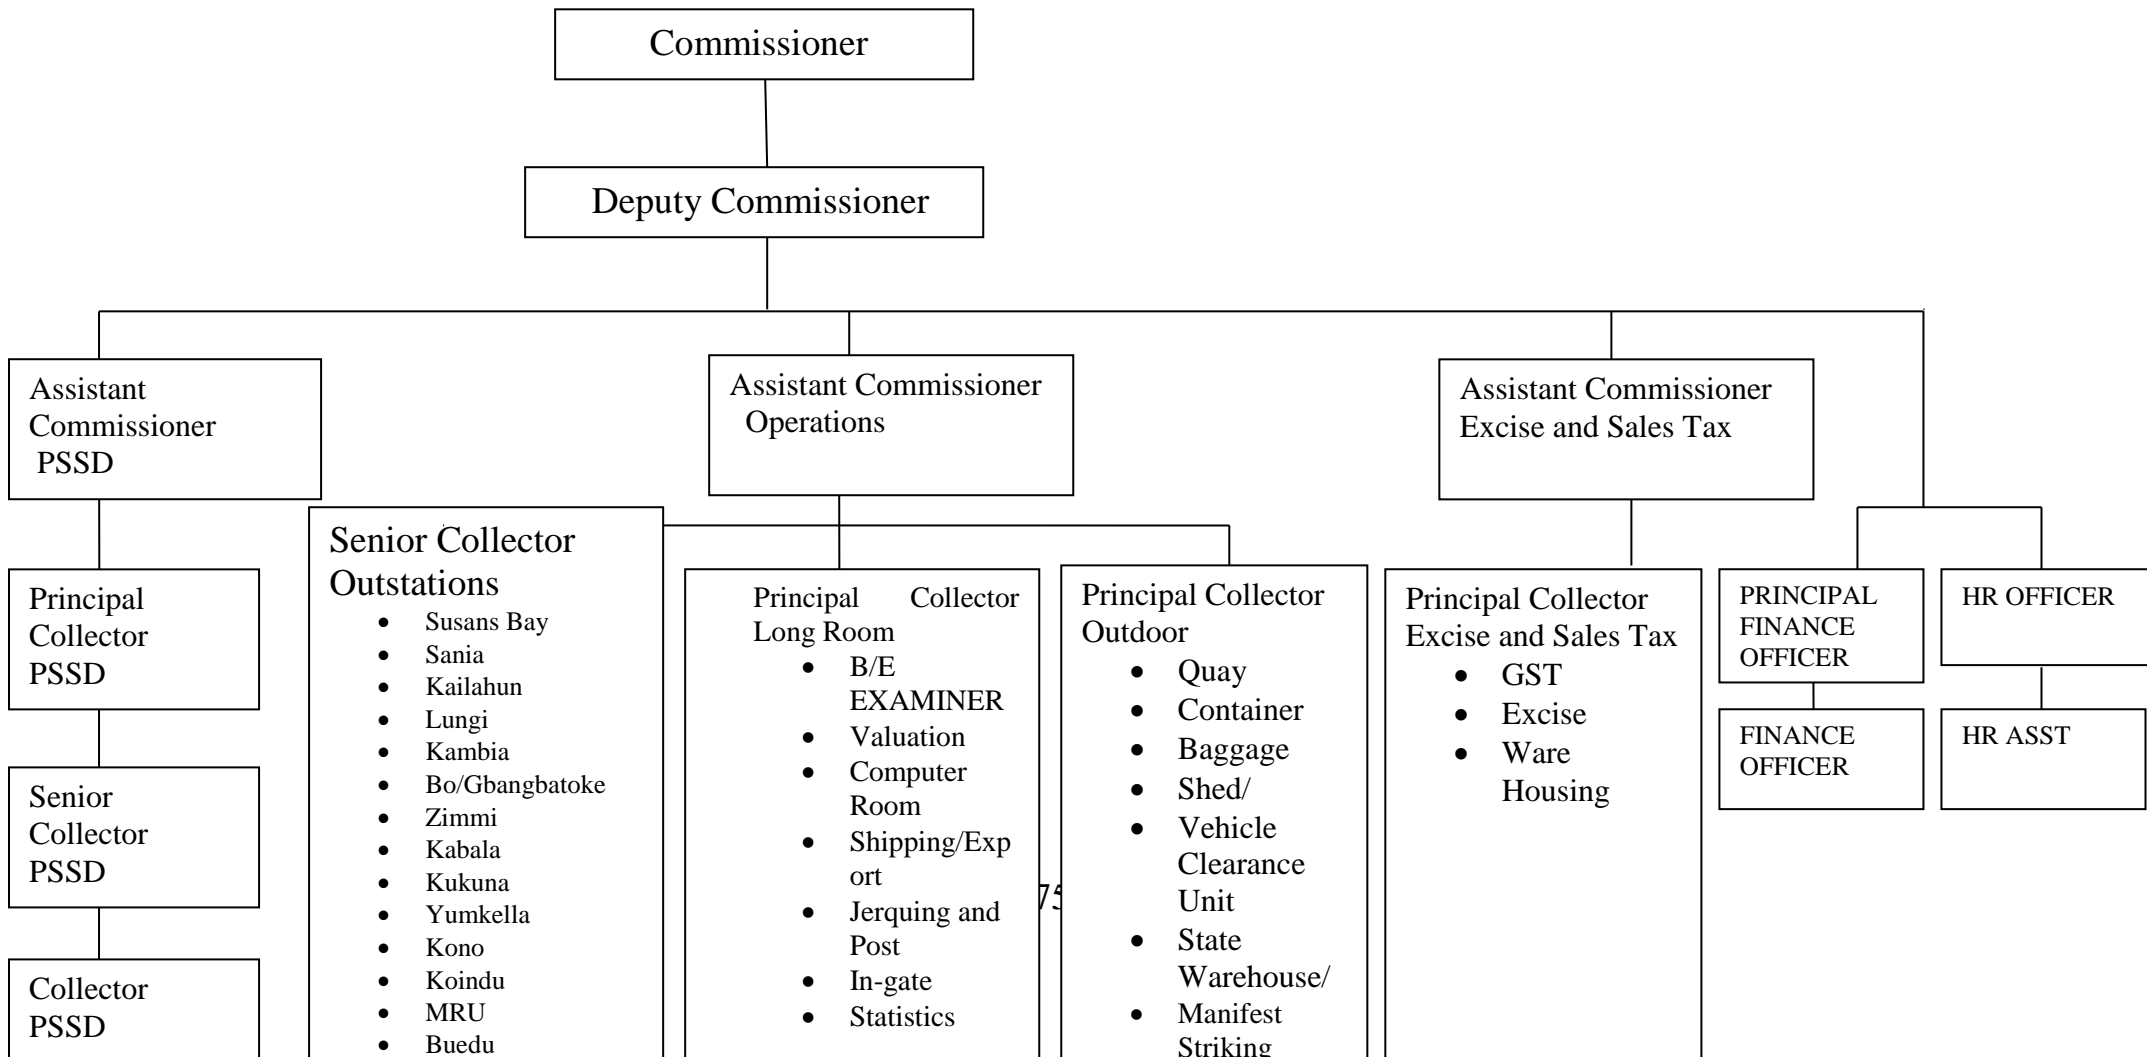 Commissioner
Deputy Commissioner
Assistant
Commissioner
PSSD
Assistant Commissioner
Operations
Assistant Commissioner
Excise and Sales Tax
Principal
Collector
PSSD
Senior
Collector
PSSD
Collector
PSSD
Senior Collector
Outstations
• Susans Bay
• Sania
• Kailahun
• Lungi
• Kambia
• Bo/Gbangbatoke
• Zimmi
• Kabala
• Kukuna
• Yumkella
• Kono
• Koindu
• MRU
• Buedu
Principal Collector
Long Room
• B/E
EXAMINER
• Valuation
• Computer
Room
• Shipping/Exp
ort
• Jerquing and
Post
• In-gate
• Statistics
75
Principal Collector
Outdoor
• Quay
• Container
• Baggage
• Shed/
• Vehicle
Clearance
Unit
• State
Warehouse/
• Manifest
Striking
Principal Collector
Excise and Sales Tax
• GST
• Excise
• Ware
Housing
PRINCIPAL
FINANCE
OFFICER
FINANCE
OFFICER
HR OFFICER
HR ASST